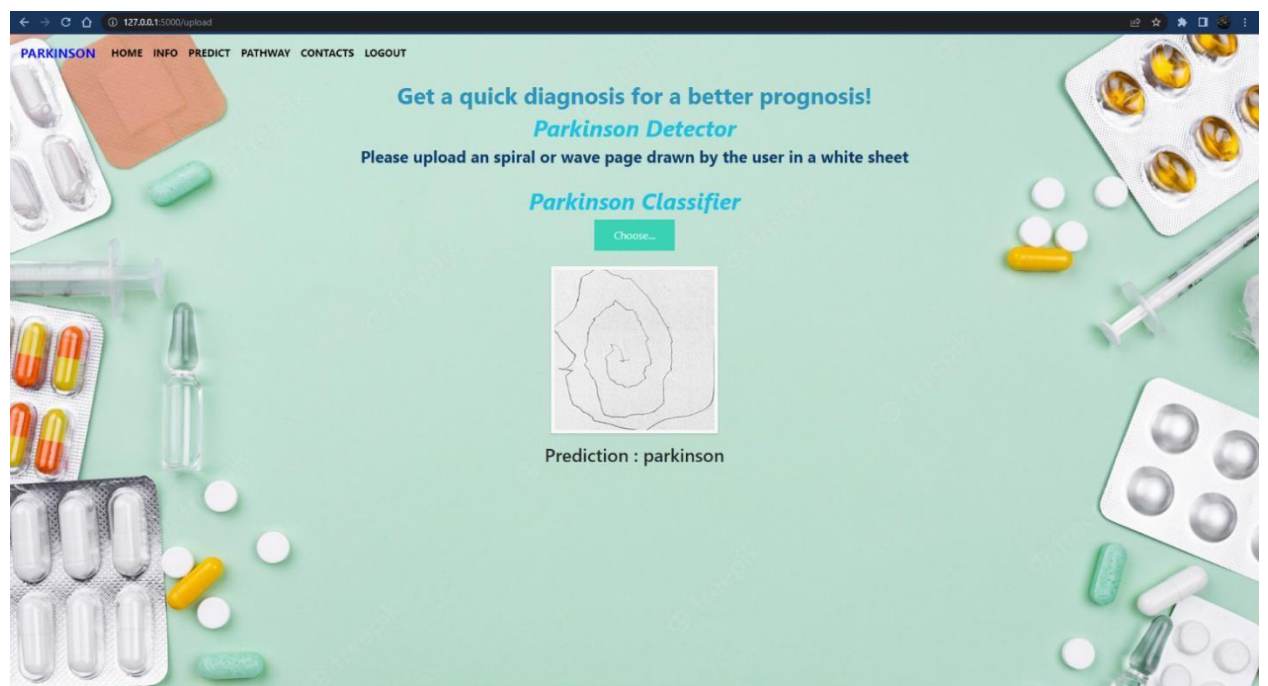 127.0.0.1:5000/upload
PARKINSON HOME INFO PREDICT PATHWAY CONTACTS LOGOUT
Get a quick diagnosis for a better prognosis!
Parkinson Detector
Please upload an spiral or wave page drawn by the user in a white sheet
Parkinson Classifier
Choose...
Prediction : parkinson